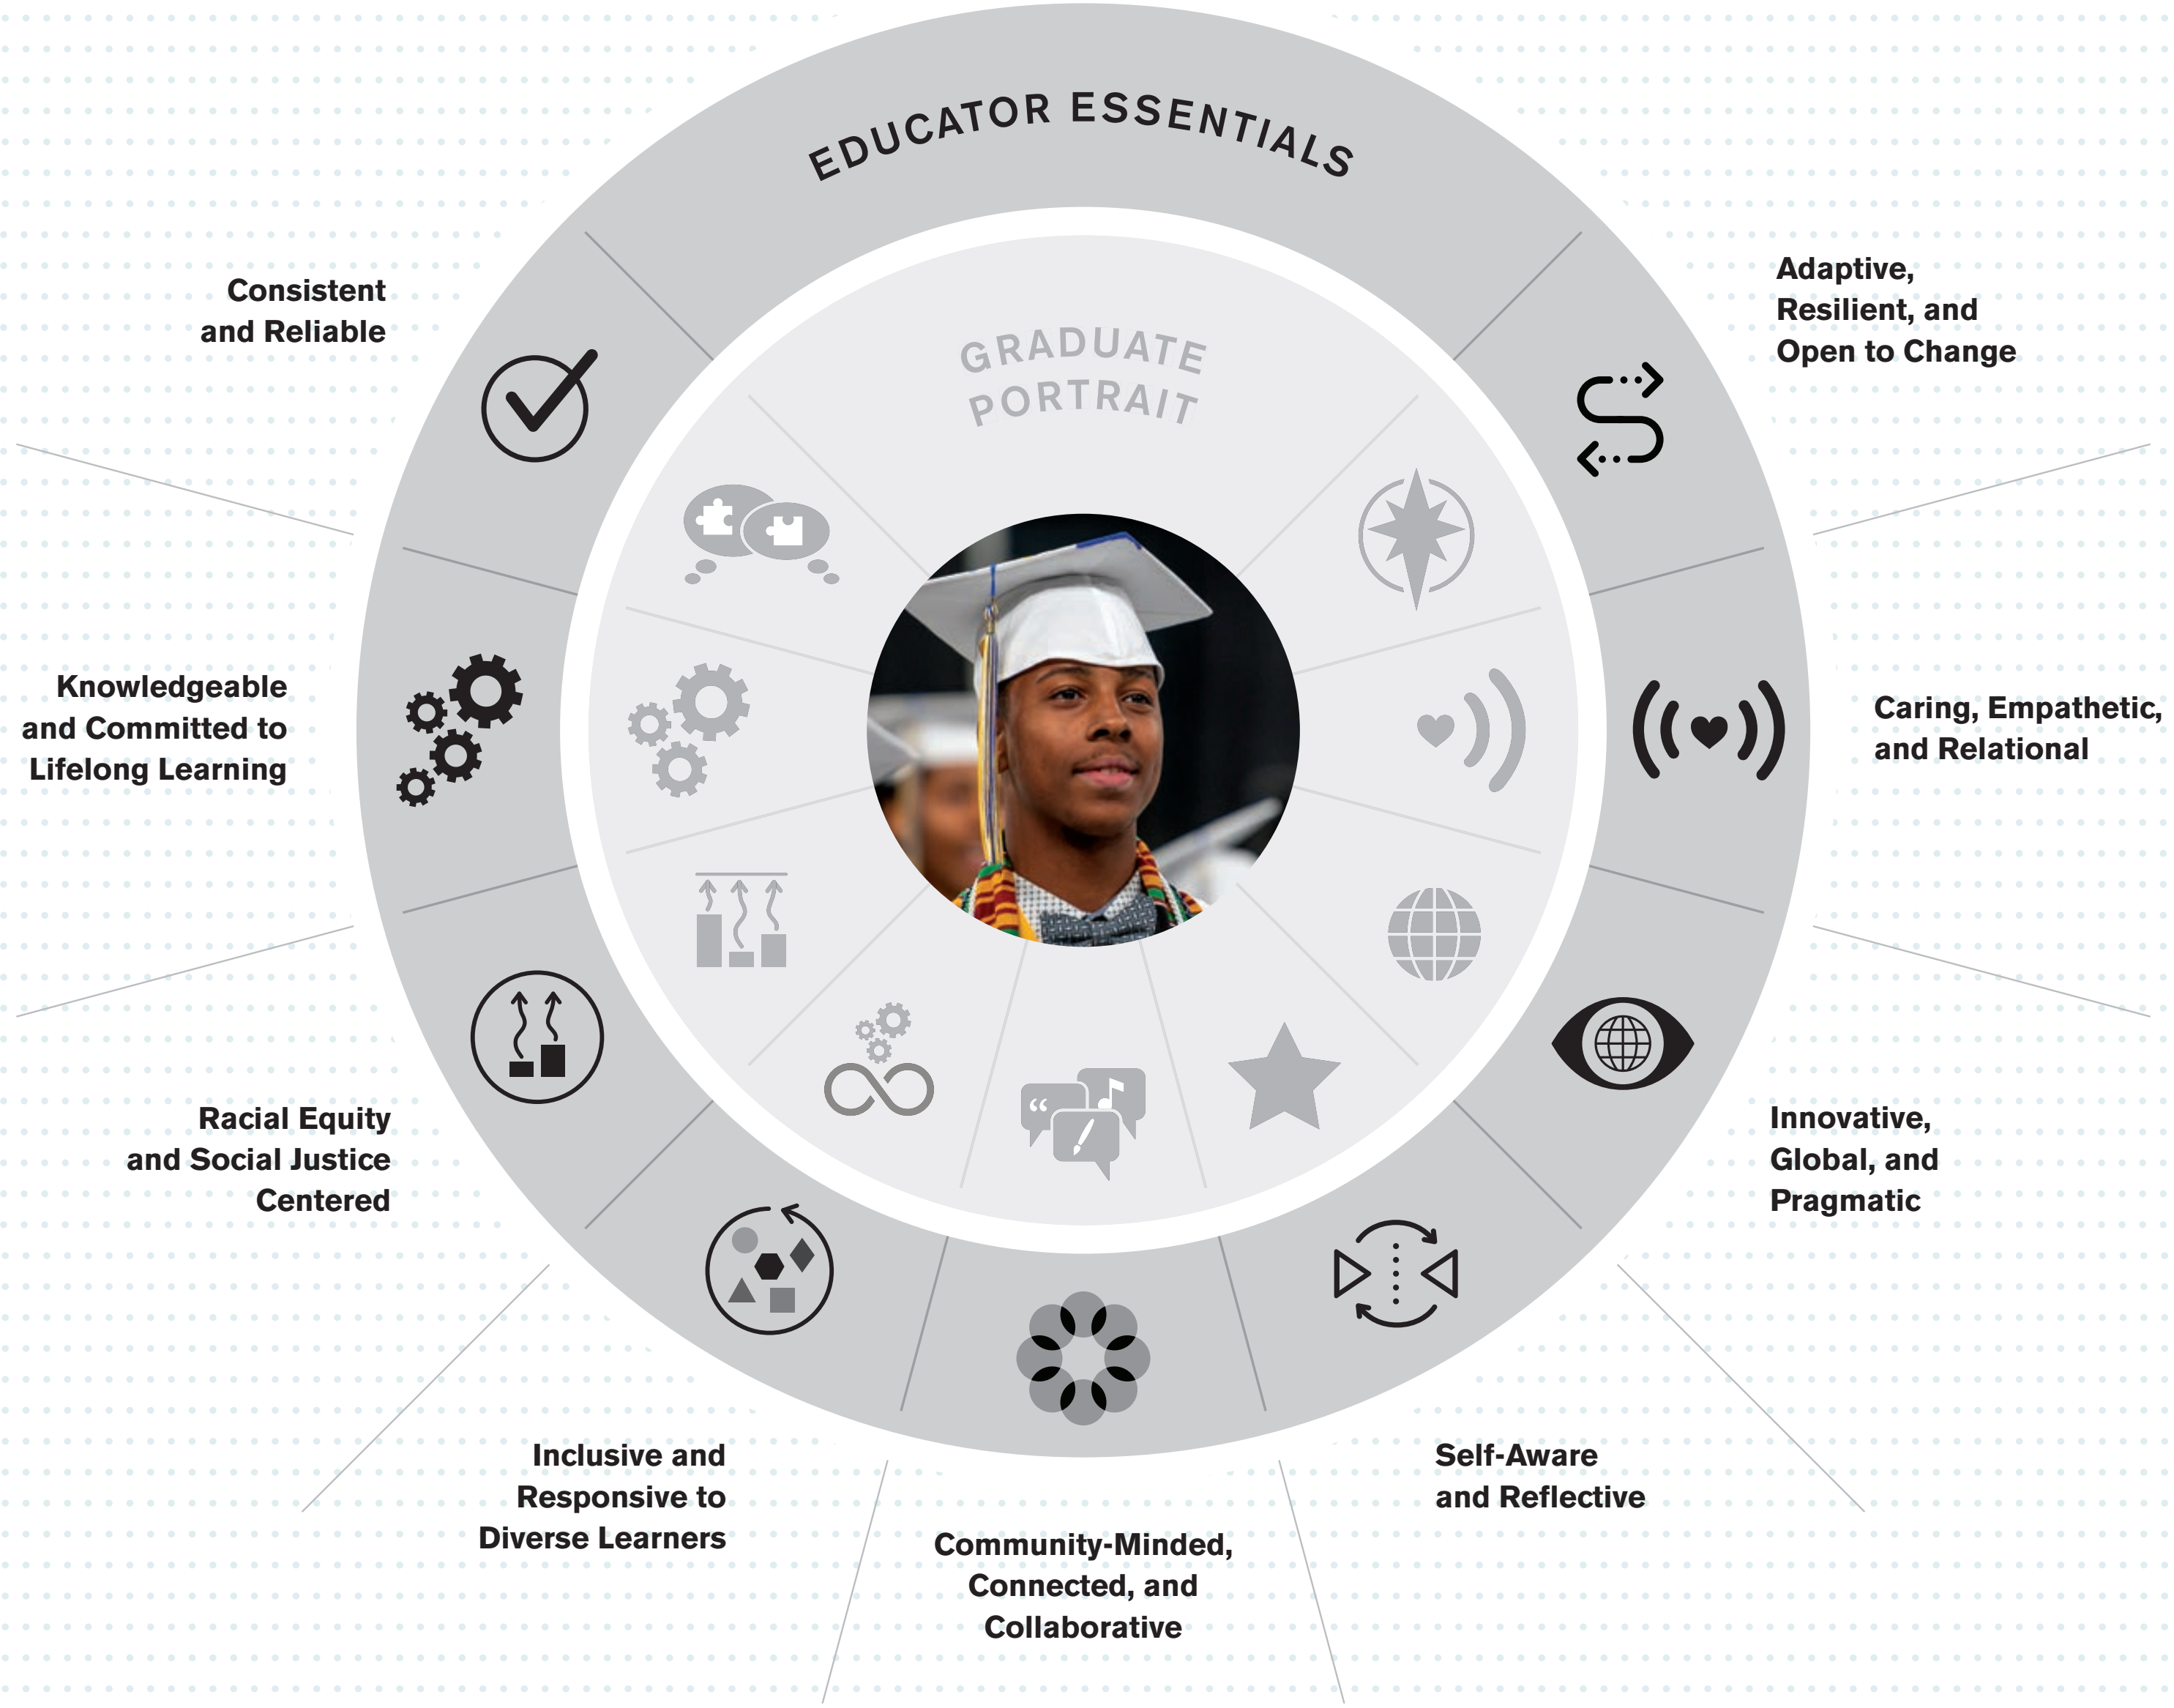 EDUCATOR ESSENTIALS
GRADUATE
PORTRAIT
Adaptive,
Resilient, and
Open to Change
Caring, Empathetic,
and Relational
Innovative,
Global, and
Pragmatic
Self-Aware
and Reflective
Community-Minded,
Connected, and
Collaborative
Inclusive and
Responsive to
Diverse Learners
Racial Equity
and Social Justice
Centered
Knowledgeable
and Committed to
Lifelong Learning
Consistent
and Reliable